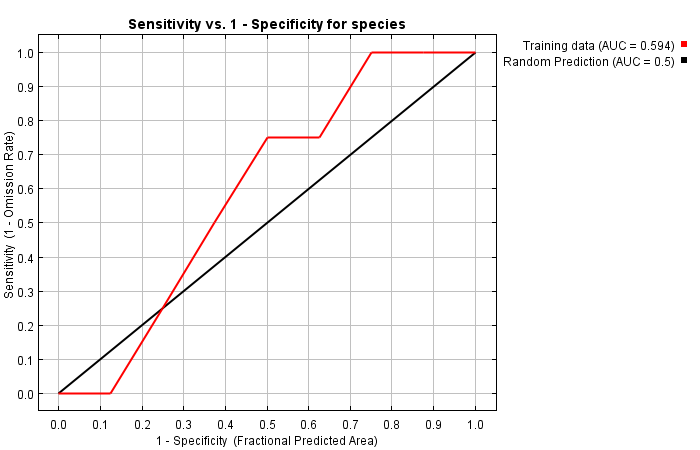 Sensitivity vs. 1 - Specificity for species
Training data (AUC = 0.594)
Random Prediction (AUC = 0.5)
Sensitivity (1 - Omission Rate)
1.0
0.9
0.8
0.7
0.6
0.5
0.4
0.3
0.2
0.1
0.0
0.0 0.1 0.2 0.3 0.4 0.5 0.6 0.7 0.8 0.9 1.0
1 - Specificity (Fractional Predicted Area)